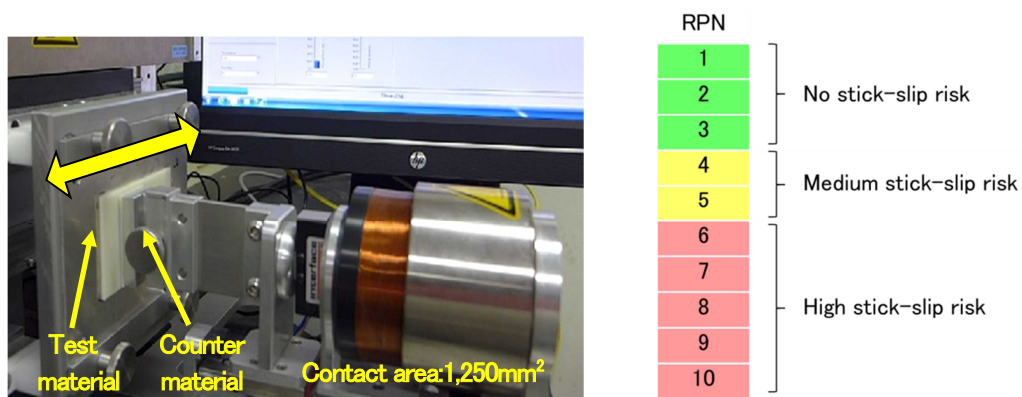 hp
interface
Test
material
Counter
material
Contact area:1,250mm²
RPN
1
2
3
4
5
6
7
8
9
10
No stick-slip risk
Medium stick-slip risk
High stick-slip risk